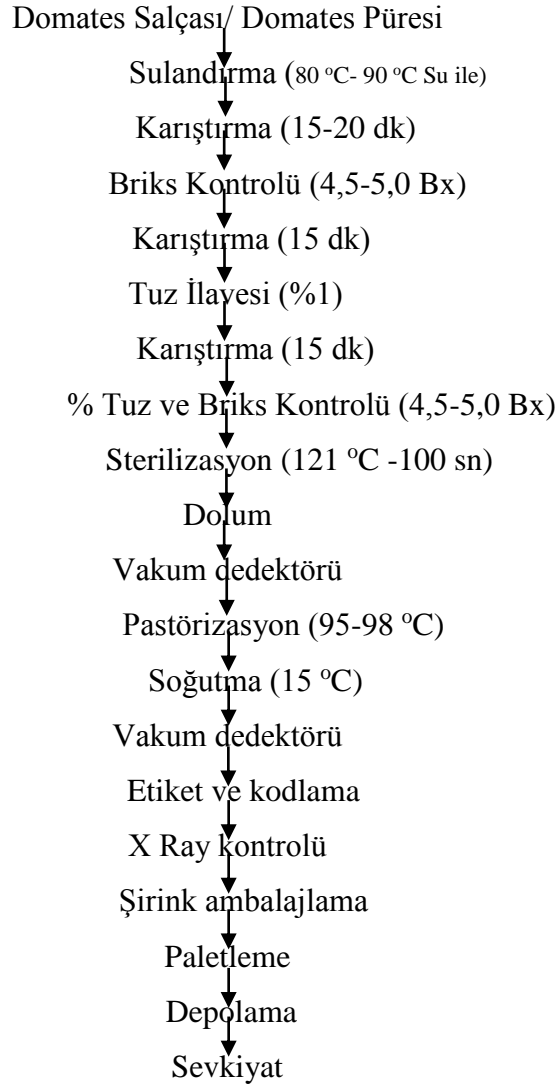 Domates Salçası/ Domates Püresi
Sulandırma (80 ºC- 90 ºC Su ile)
Karıştırma (15-20 dk)
Briks Kontrolü (4,5-5,0 Bx)
Karıştırma (15 dk)
Tuz İlavesi (%1)
Karıştırma (15 dk)
% Tuz ve Briks Kontrolü (4,5-5,0 Bx)
Sterilizasyon (121 ºC -100 sn)
Dolum
Vakum dedektörü
Pastörizasyon (95-98 ºC)
Soğutma (15 ºC)
Vakum dedektörü
Etiket ve kodlama
X Ray kontrolü
Şirink ambalajlama
Paletleme
Depolama
Sevkiyat